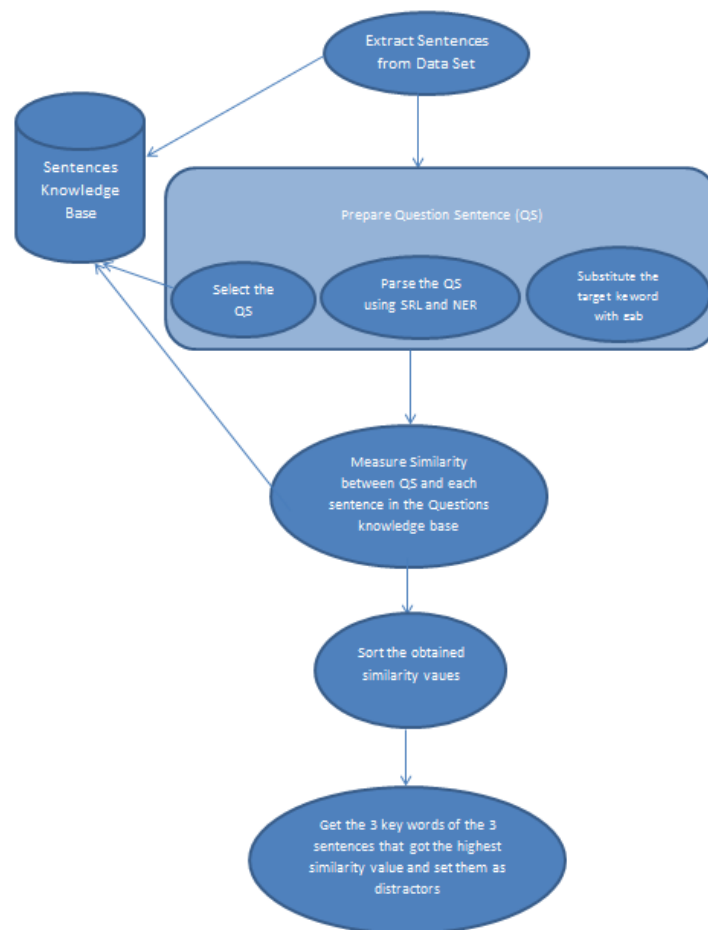 Extract Sentences
from Data Set
Sentences
Knowledge
Base
Prepare Question Sentence (QS)
Select the
QS
Parse the QS
using SRL and NER
Substitute the
target keword
with gab
Measure Similarity
between QS and each
sentence in the Questions
knowledge base
Sort the obtained
similarity vaues
Get the 3 key words of the 3
sentences that got the highest
similarity value and set them as
distractors